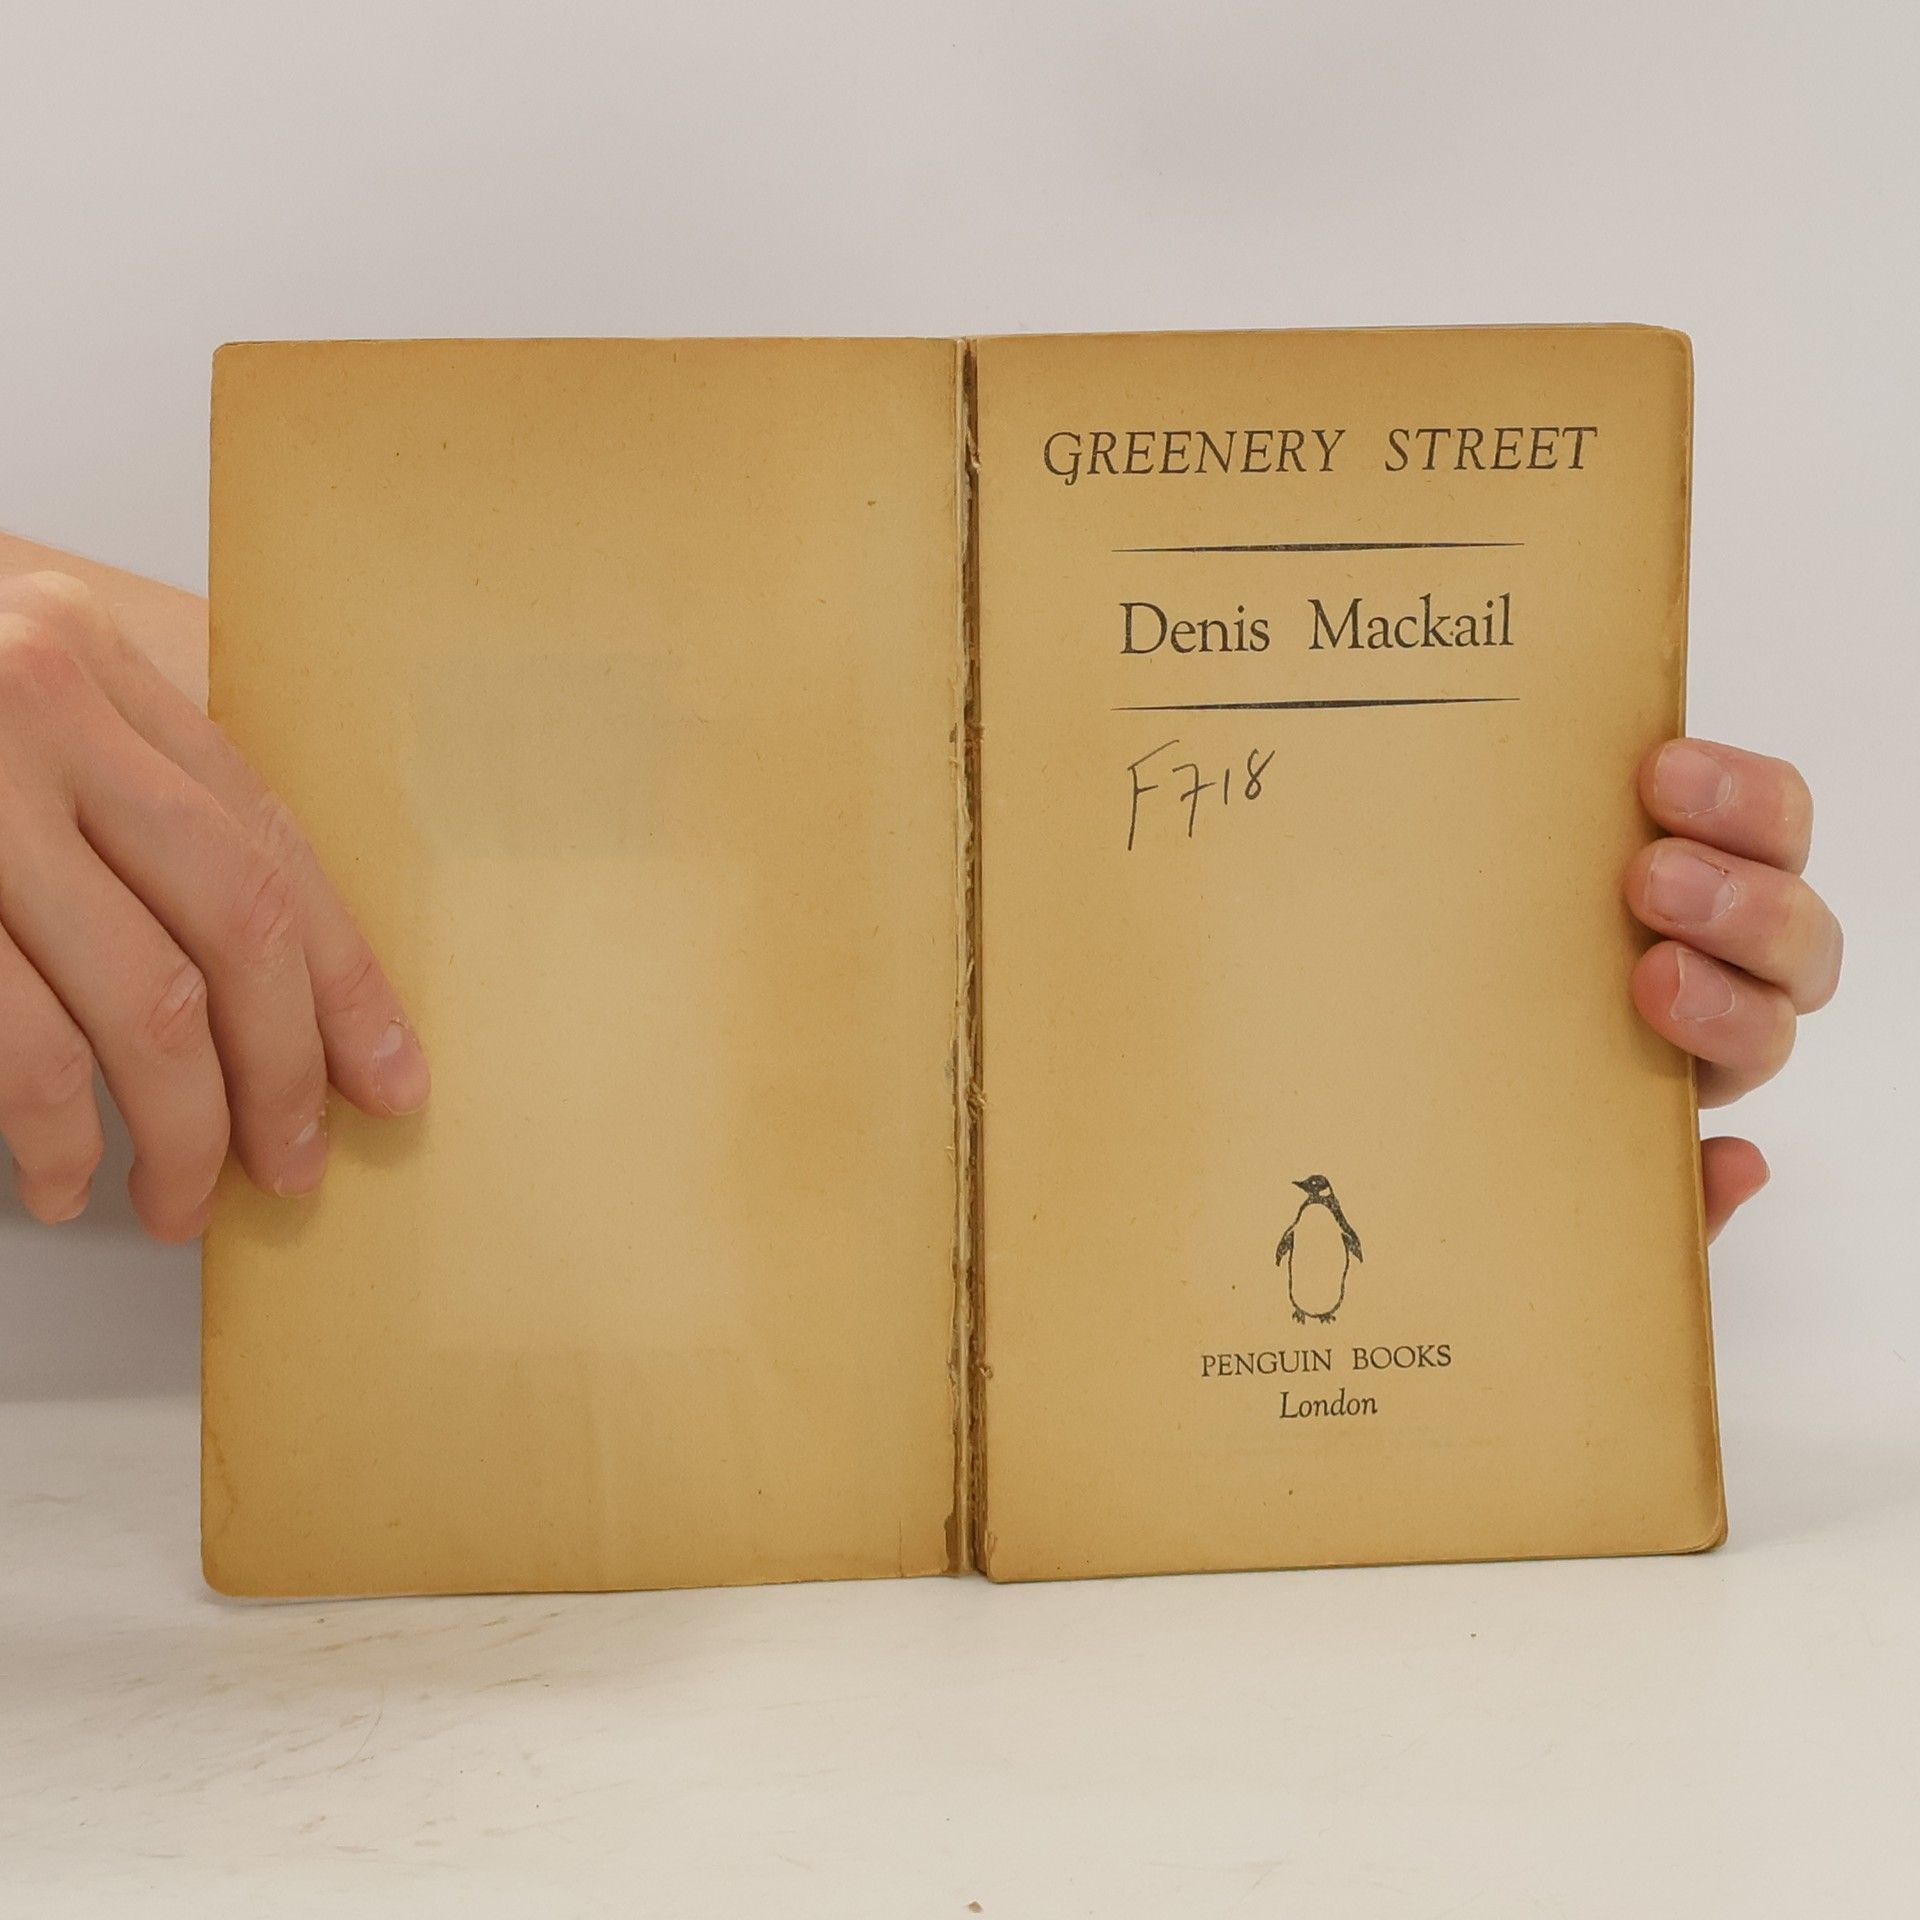 GREENERY STREET
Denis Mackail
F718
PENGUIN BOOKS
London